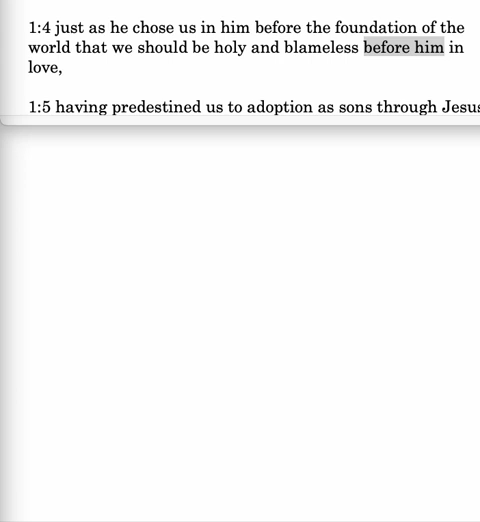 1:4 just as he chose us in him before the foundation of the
world that we should be holy and blameless before him in
love,
1:5 having predestined us to adoption as sons through Jesus